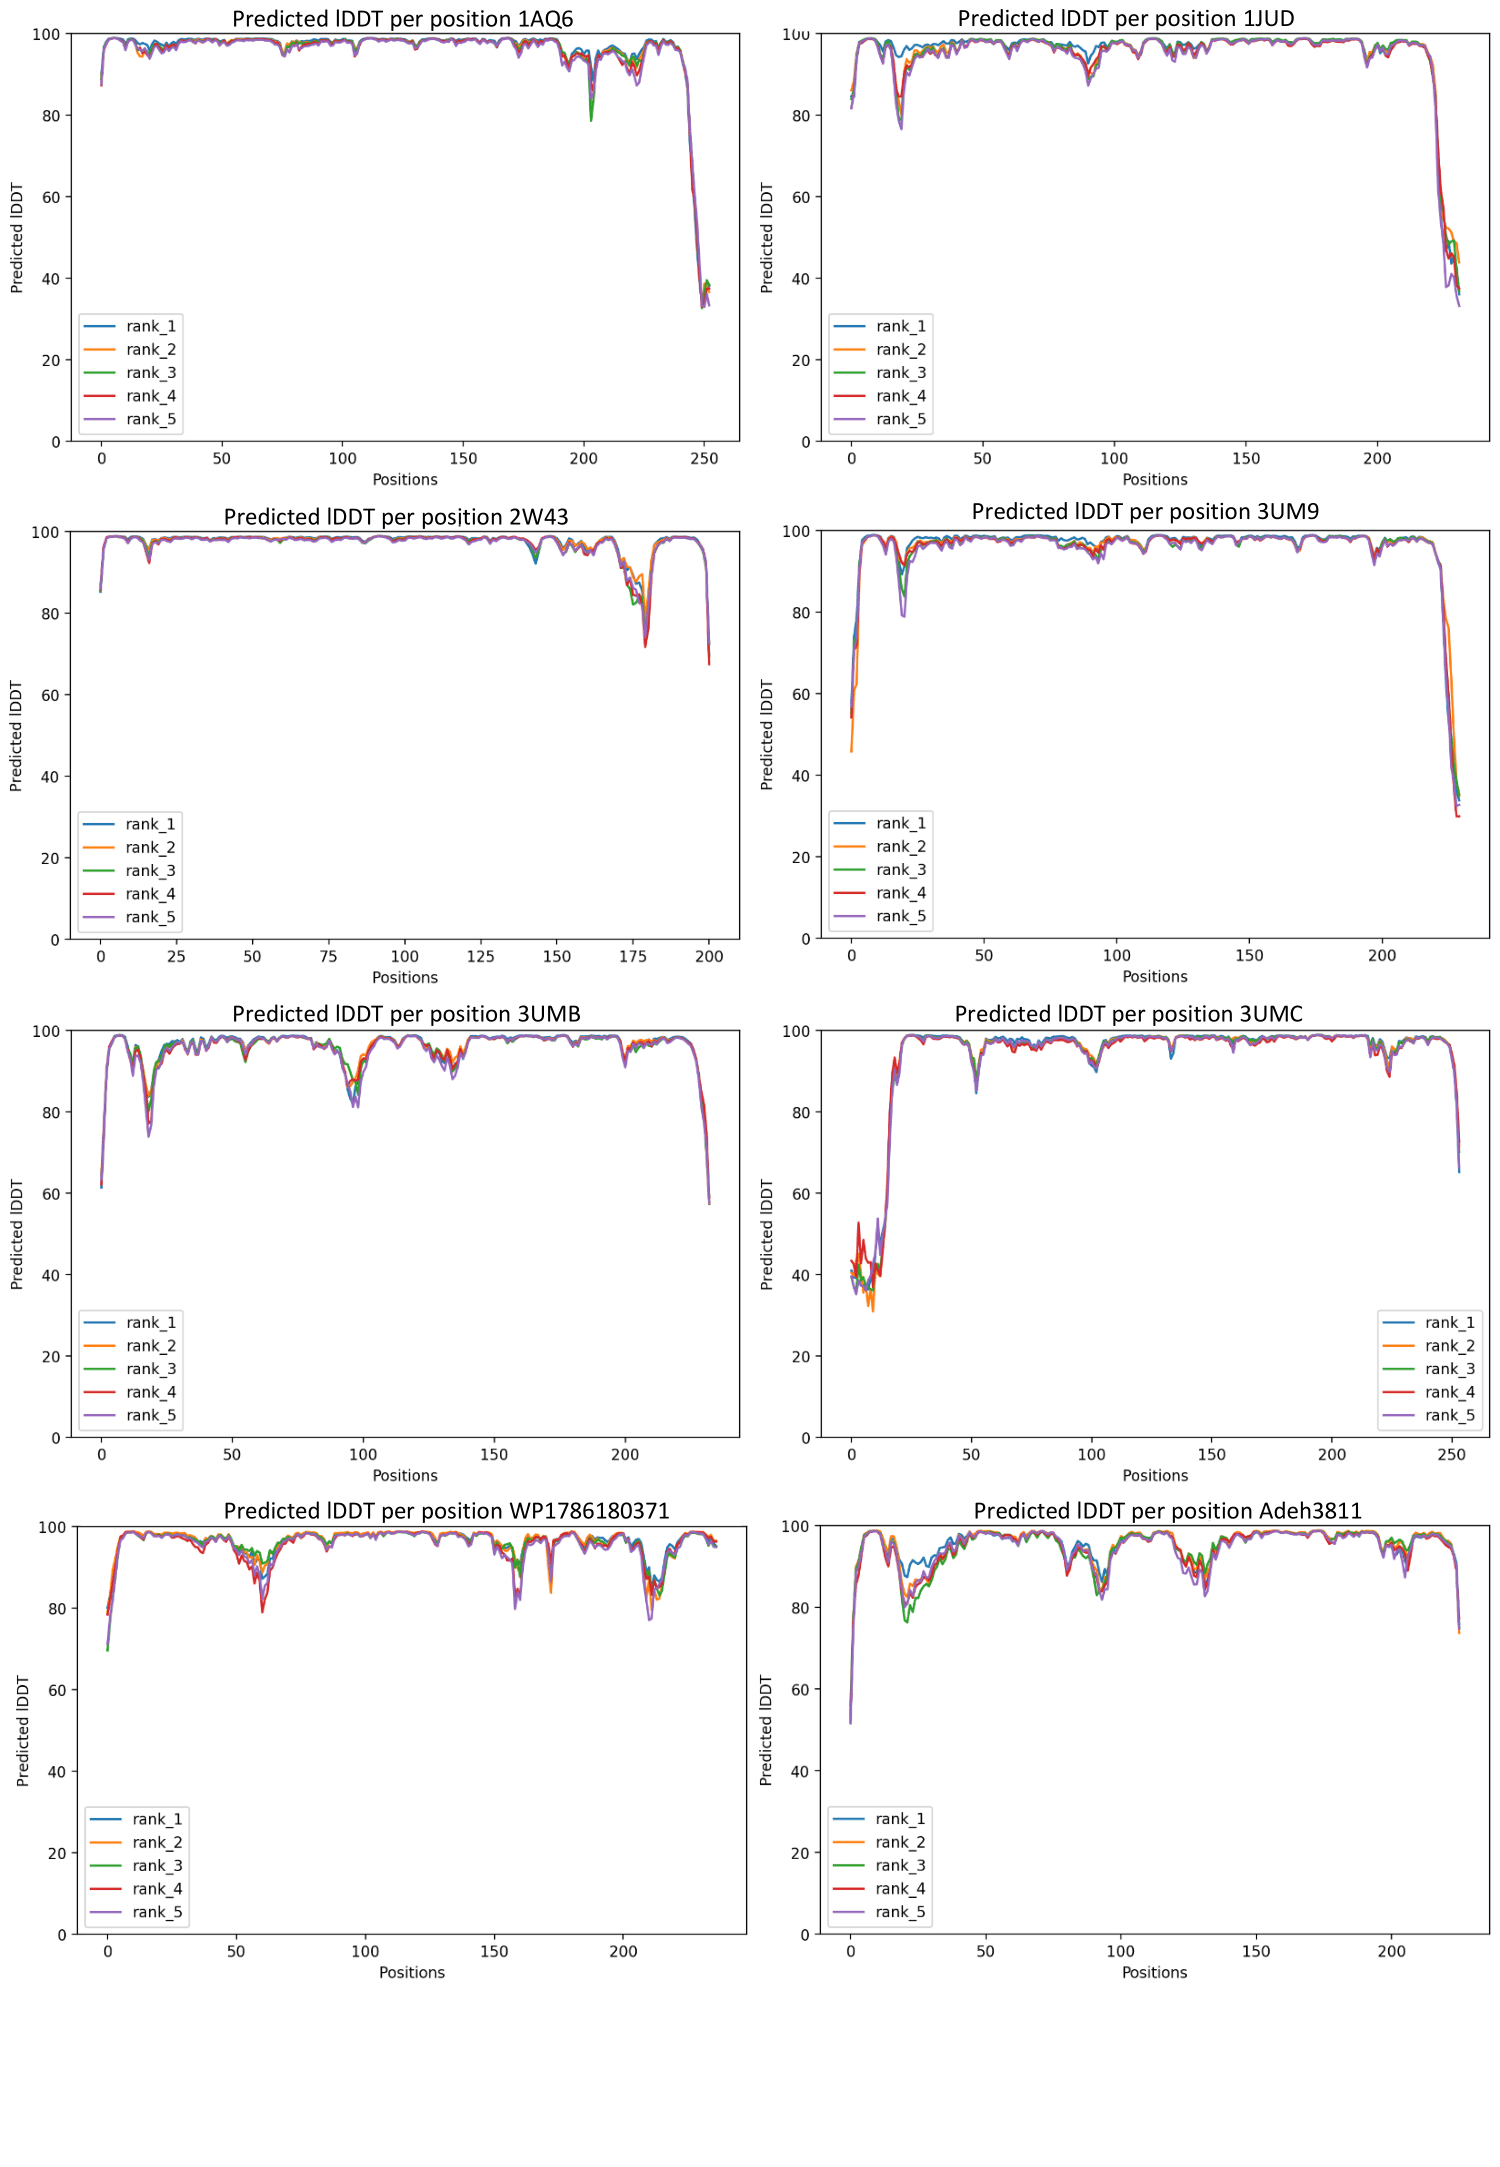 Predicted lDDT per position 1AQ6
100
80
60
40
20
0
Predicted lDDT
rank_1
rank_2
rank_3
rank_4
rank_5
0 50 100 150 200 250
Positions
Predicted lDDT per position 1JUD
100
80
60
40
20
0
Predicted lDDT
rank_1
rank_2
rank_3
rank_4
rank_5
0 50 100 150 200
Positions
Predicted lDDT per position 2W43
100
80
60
40
20
0
Predicted lDDT
rank_1
rank_2
rank_3
rank_4
rank_5
0 25 50 75 100 125 150 175 200
Positions
Predicted lDDT per position 3UM9
100
80
60
40
20
0
Predicted lDDT
rank_1
rank_2
rank_3
rank_4
rank_5
0 50 100 150 200
Positions
Predicted lDDT per position 3UMB
100
80
60
40
20
0
Predicted lDDT
rank_1
rank_2
rank_3
rank_4
rank_5
0 50 100 150 200
Positions
Predicted lDDT per position 3UMC
100
80
60
40
20
0
Predicted lDDT
rank_1
rank_2
rank_3
rank_4
rank_5
0 50 100 150 200 250
Positions
Predicted lDDT per position WP1786180371
100
80
60
40
20
0
Predicted lDDT
rank_1
rank_2
rank_3
rank_4
rank_5
0 50 100 150 200
Positions
Predicted lDDT per position Adeh3811
100
80
60
40
20
0
Predicted lDDT
rank_1
rank_2
rank_3
rank_4
rank_5
0 50 100 150 200
Positions